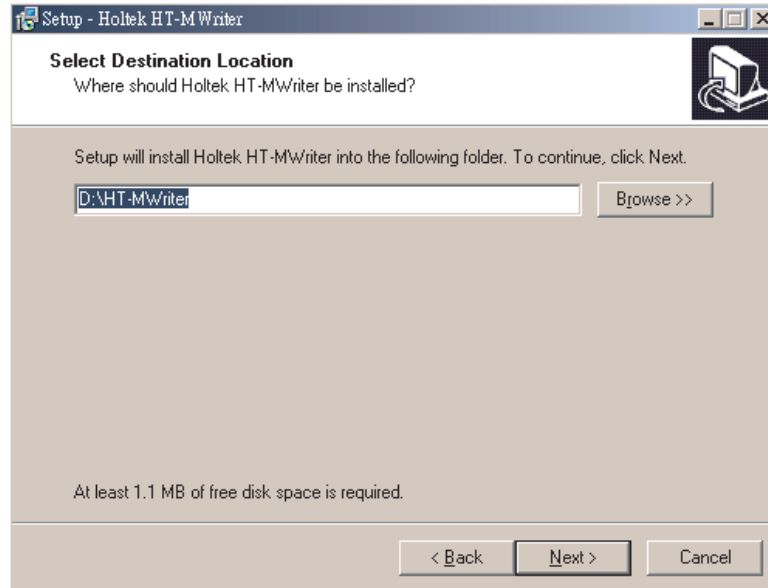 Setup - Holtek HT-MWriter
Select Destination Location
Where should Holtek HT-MWriter be installed?
Setup will install Holtek HT-MWriter into the following folder. To continue, click Next.
D:\HT-MWriter
Browse >>
At least 1.1 MB of free disk space is required.
< Back
Next >
Cancel